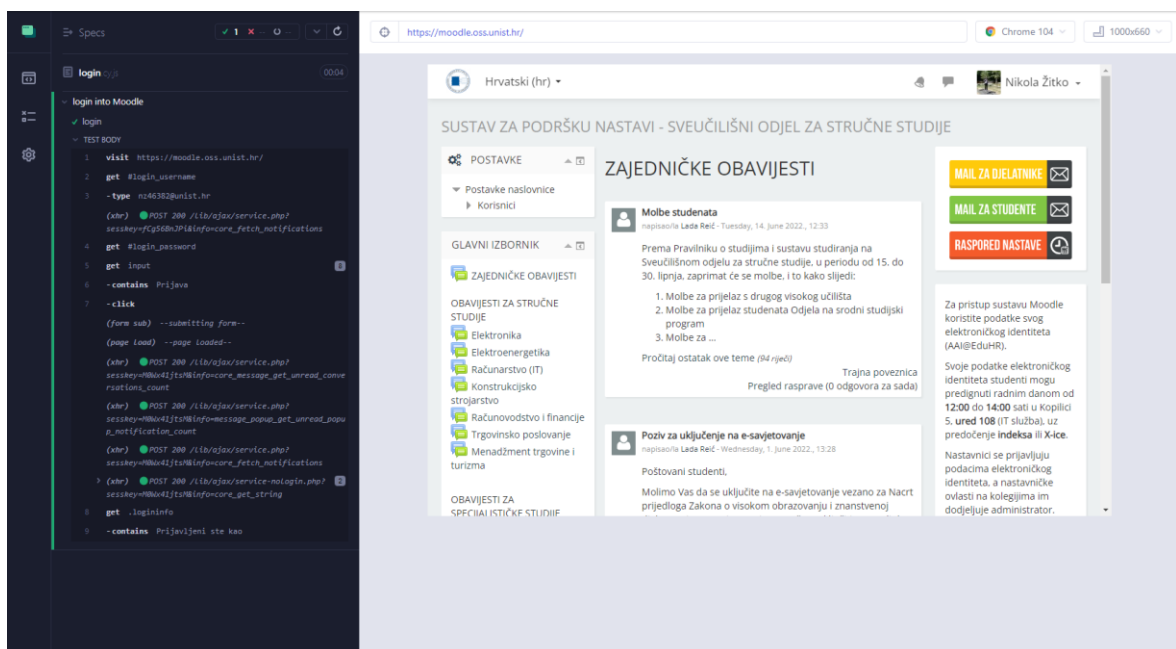 Specs
1
--
--
login cy.js
00:04
login into Moodle
login
TEST BODY
1 visit https://moodle.oss.unist.hr/
2 get #login_username
3 -type nz46382@unist.hr
(xhr) POST 200 /lib/ajax/service.php?
sesskey=fCg56BnJPi&info=core_fetch_notifications
4 get #login_password
5 get input
6 -contains Prijava
7 -click
(form sub) --submitting form--
(page load) --page loaded--
(xhr) POST 200 /lib/ajax/service.php?
info=core_message_get_unread_conve
rsations_count
(xhr) POST 200 /lib/ajax/service.php?
info=message_popup_get_unread_popu
p_notification_count
(xhr) POST 200 /lib/ajax/service.php?
info=core_fetch_notifications
(xhr) POST 200 /lib/ajax/service-nologin.php? 2
info=core_get_string
8 get .logininfo
9 -contains Prijavljeni ste kao
https://moodle.oss.unist.hr/
Chrome 104
1000x660
Hrvatski (hr)
Nikola Žitko
SUSTAV ZA PODRŠKU NASTAVI - SVEUČILIŠNI ODJEL ZA STRUČNE STUDIJE
POSTAVKE
Postavke naslovnice
Korisnici
GLAVNI IZBORNIK
ZAJEDNIČKE OBAVIJESTI
OBAVIJESTI ZA STRUČNE
STUDIJE
Elektronika
Elektroenergetika
Računarstvo (IT)
Konstrukcijsko
strojarstvo
Računovodstvo i financije
Trgovinsko poslovanje
Menadžment trgovine i
turizma
OBAVIJESTI ZA
SPECIJALISTIČKE STUDIJE
ZAJEDNIČKE OBAVIJESTI
Molbe studenata
napisao/la Lada Reić - Tuesday, 14. June 2022., 12:33
Prema Pravilniku o studijima i sustavu studiranja na
Sveučilišnom odjelu za stručne studije, u periodu od 15. do
30. lipnja, zaprimat će se molbe, i to kako slijedi:
1. Molbe za prijelaz s drugog visokog učilišta
2. Molbe za prijelaz studenata Odjela na srodni studijski
program
3. Molbe za ...
Pročitaj ostatak ove teme (94 riječi)
Trajna poveznica
Pregled rasprave (0 odgovora za sada)
Poziv za uključenje na e-savjetovanje
napisao/la Lada Reić - Wednesday, 1. June 2022., 13:28
Poštovani studenti,
Molimo Vas da se uključite na e-savjetovanje vezano za Nacrt
prijedloga Zakona o visokom obrazovanju i znanstvenoj
MAIL ZA DJELATNIKE
MAIL ZA STUDENTE
RASPORED NASTAVE
Za pristup sustavu Moodle
koristite podatke svog
elektroničkog identiteta
(AAI@EduHR).
Svoje podatke elektroničkog
identiteta studenti mogu
predignuti radnim danom od
12:00 do 14:00 sati u Kopilici
5, ured 108 (IT služba), uz
predočenje indeksa ili X-ice.
Nastavnici se prijavljuju
podacima elektroničkog
identiteta, a nastavničke
ovlasti na kolegijima im
dodjeljuje administrator.